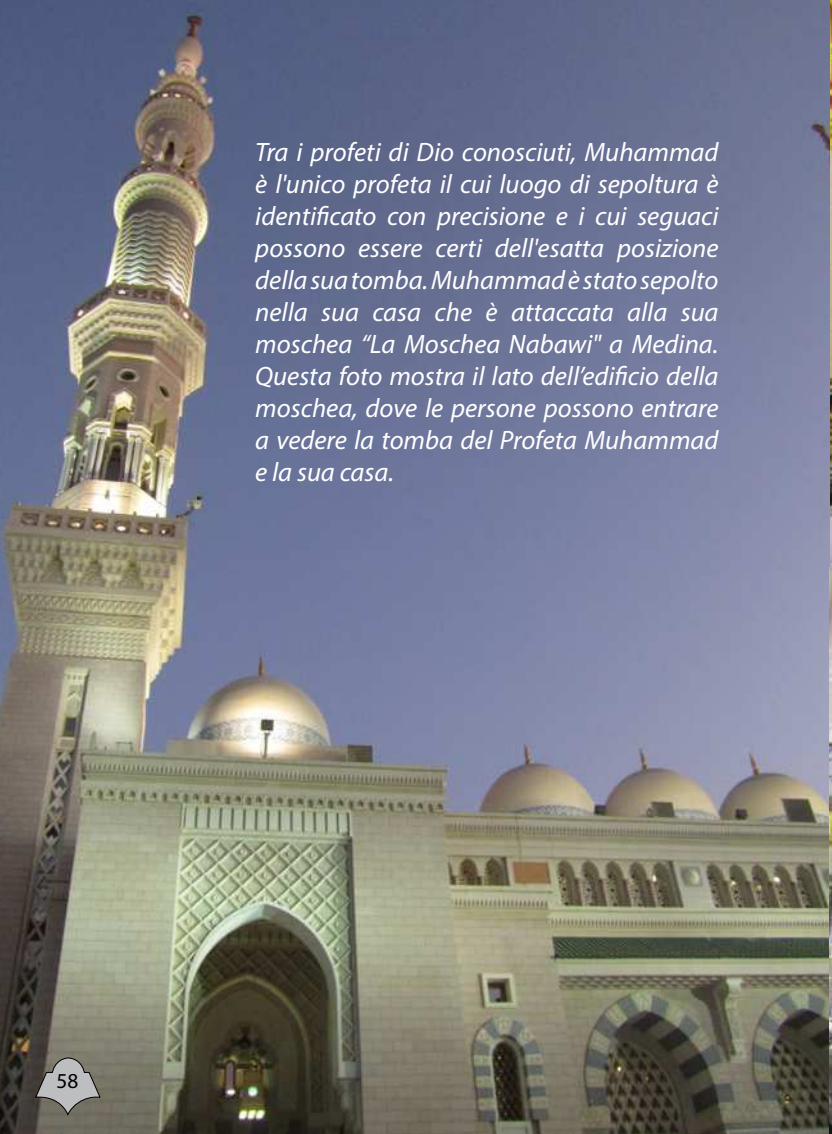 Tra i profeti di Dio conosciuti, Muhammad
è l'unico profeta il cui luogo di sepoltura è
identificato con precisione e i cui seguaci
possono essere certi dell'esatta posizione
della sua tomba. Muhammad è stato sepolto
nella sua casa che è attaccata alla sua
moschea “La Moschea Nabawi" a Medina.
Questa foto mostra il lato dell’edificio della
moschea, dove le persone possono entrare
a vedere la tomba del Profeta Muhammad
e la sua casa.
58